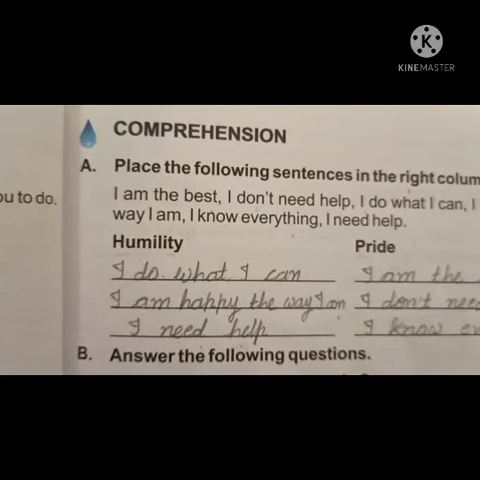 K
KINEMASTER
COMPREHENSION
A. Place the following sentences in the right colum
ou to do.
I am the best, I don't need help, I do what I can, I
way I am, I know everything, I need help.
Humility Pride
I do what I can I am the
I am happy the way I am I don't need
I need help I know ev
B. Answer the following questions.